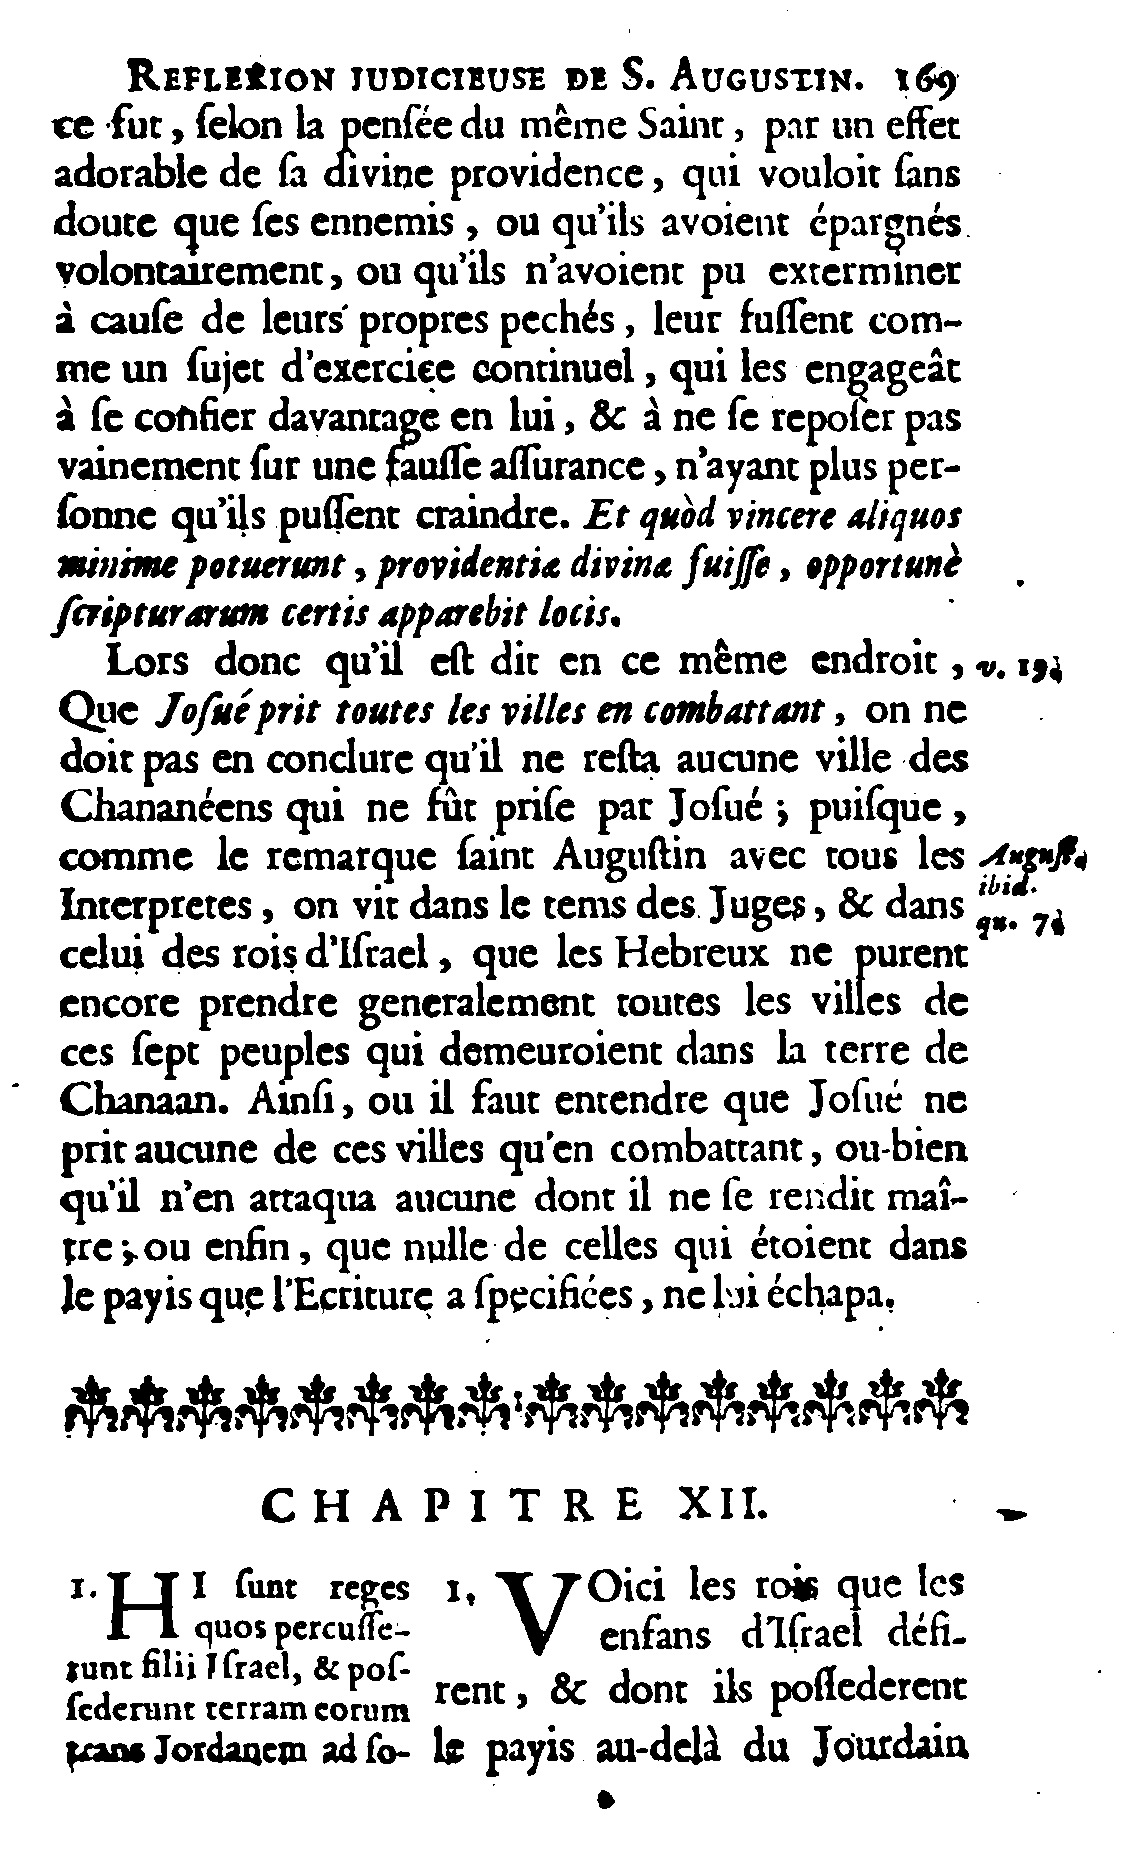 REFLEXION JUDICIEUSE DE S. AUGUSTIN. 169
ce fut, ſelon la penſée du même Saint, par un effet
adorable de ſa divine providence, qui vouloit ſans
doute que ſes ennemis, ou qu'ils avoient épargnés
volontairement, ou qu'ils n'avoient pu exterminer
à cauſe de leurs propres pechés, leur fuſſent com-
me un ſujet d'exercice continuel, qui les engageât
à ſe confier davantage en lui, & à ne ſe repoſer pas
vainement ſur une fauſſe aſſurance, n'ayant plus per-
ſonne qu'ils puſſent craindre. Et quòd vincere aliquos
minime potuerunt, providentiæ divinæ fuiſſe, opportunè
ſcripturarum certis apparebit locis.
Lors donc qu'il eſt dit en ce même endroit, v. 19.
Que Joſué prit toutes les villes en combattant, on ne
doit pas en conclure qu'il ne reſta aucune ville des
Chananéens qui ne fût priſe par Joſué; puiſque,
comme le remarque ſaint Auguſtin avec tous les Auguſt.
Interpretes, on vit dans le tems des Juges, & dans ibid.
celui des rois d'Iſrael, que les Hebreux ne purent qu. 7.
encore prendre generalement toutes les villes de
ces ſept peuples qui demeuroient dans la terre de
Chanaan. Ainſi, ou il faut entendre que Joſué ne
prit aucune de ces villes qu'en combattant, ou-bien
qu'il n'en attaqua aucune dont il ne ſe rendit maî-
tre; ou enfin, que nulle de celles qui étoient dans
le payis que l'Ecriture a ſpecifiées, ne lui échapa.
CHAPITRE XII.
1. HI ſunt reges
quos percuſſe-
runt filii Iſrael, & poſ-
ſederunt terram eorum
trans Jordanem ad ſo-
1. VOici les rois que les
enfans d'Iſrael défi-
rent, & dont ils poſſederent
le payis au-delà du Jourdain